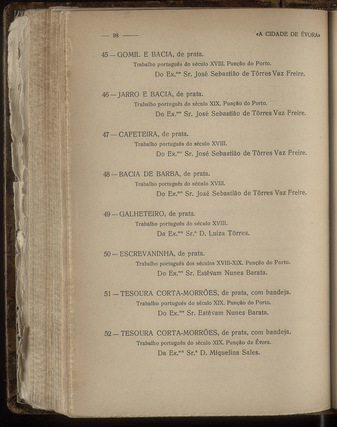 — 98 —
«A CIDADE DE ÉVORA»
45 — GOMIL E BACIA, de prata.
Trabalho português do século XVIII. Punção do Porto.
Do Ex.mo Sr. José Sebastião de Tôrres Vaz Freire.
46 — JARRO E BACIA, de prata.
Trabalho português do século XIX. Punção do Porto.
Do Ex.mo Sr. José Sebastião de Tôrres Vaz Freire.
47 — CAFETEIRA, de prata.
Trabalho português do século XVIII.
Do Ex.mo Sr. José Sebastião de Tôrres Vaz Freire.
48 — BACIA DE BARBA, de prata.
Trabalho português do século XVIII.
Do Ex.mo Sr. José Sebastião de Tôrres Vaz Freire.
49 — GALHETEIRO, de prata.
Trabalho português do século XVIII.
Da Ex.ma Sr.a D. Luiza Tôrres.
50 — ESCREVANINHA, de prata.
Trabalho português dos séculos XVIII-XIX. Punção do Porto.
Do Ex.mo Sr. Estêvam Nunes Barata.
51 — TESOURA CORTA-MORRÕES, de prata, com bandeja.
Trabalho português do século XIX. Punção do Porto.
Do Ex.mo Sr. Estêvam Nunes Barata.
52 — TESOURA CORTA-MORRÕES, de prata, com bandeja.
Trabalho português do século XIX. Punção de Évora.
Da Ex.ma Sr.a D. Miquelina Sales.